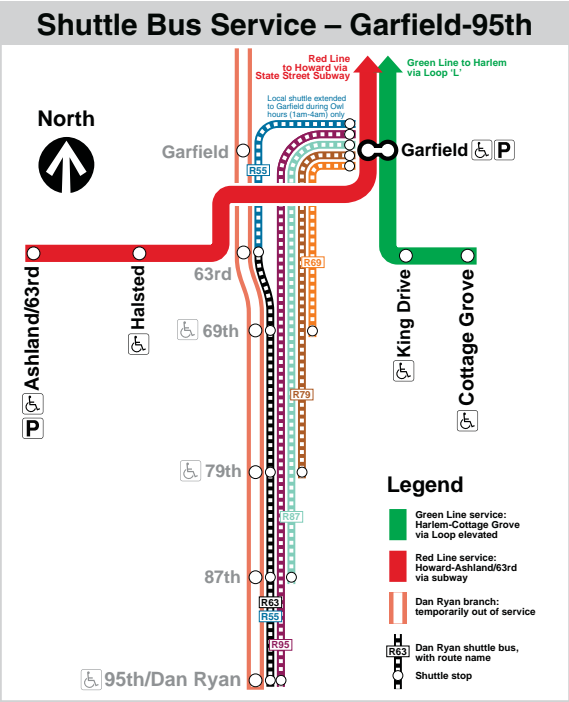 Shuttle Bus Service – Garfield-95th
Red Line
to Howard via
State Street Subway
Green Line to Harlem
via Loop ‘L’
Local shuttle extended
to Garfield during Owl
hours (1am-4am) only
North
Garfield
Garfield
P
R55
63rd
R69
Ashland/63rd
P
Halsted
King Drive
Cottage Grove
69th
R79
79th
R87
87th
R63
R55
R95
95th/Dan Ryan
Legend
Green Line service:
Harlem-Cottage Grove
via Loop elevated
Red Line service:
Howard-Ashland/63rd
via subway
Dan Ryan branch:
temporarily out of service
R63
Dan Ryan shuttle bus,
with route name
Shuttle stop